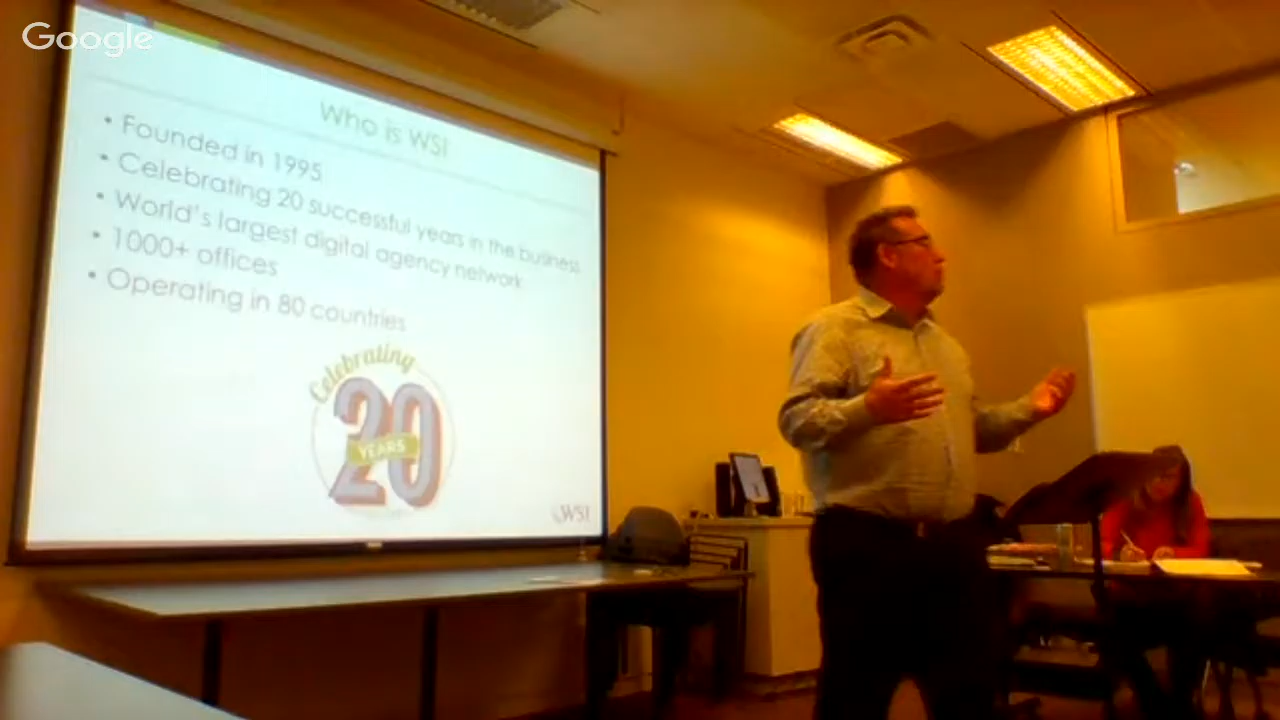 Google
Who is WSI
• Founded in 1995
• Celebrating 20 successful years in the business
• World's largest digital agency network
• 1000+ offices
• Operating in 80 countries
Celebrating
20
YEARS
WSI